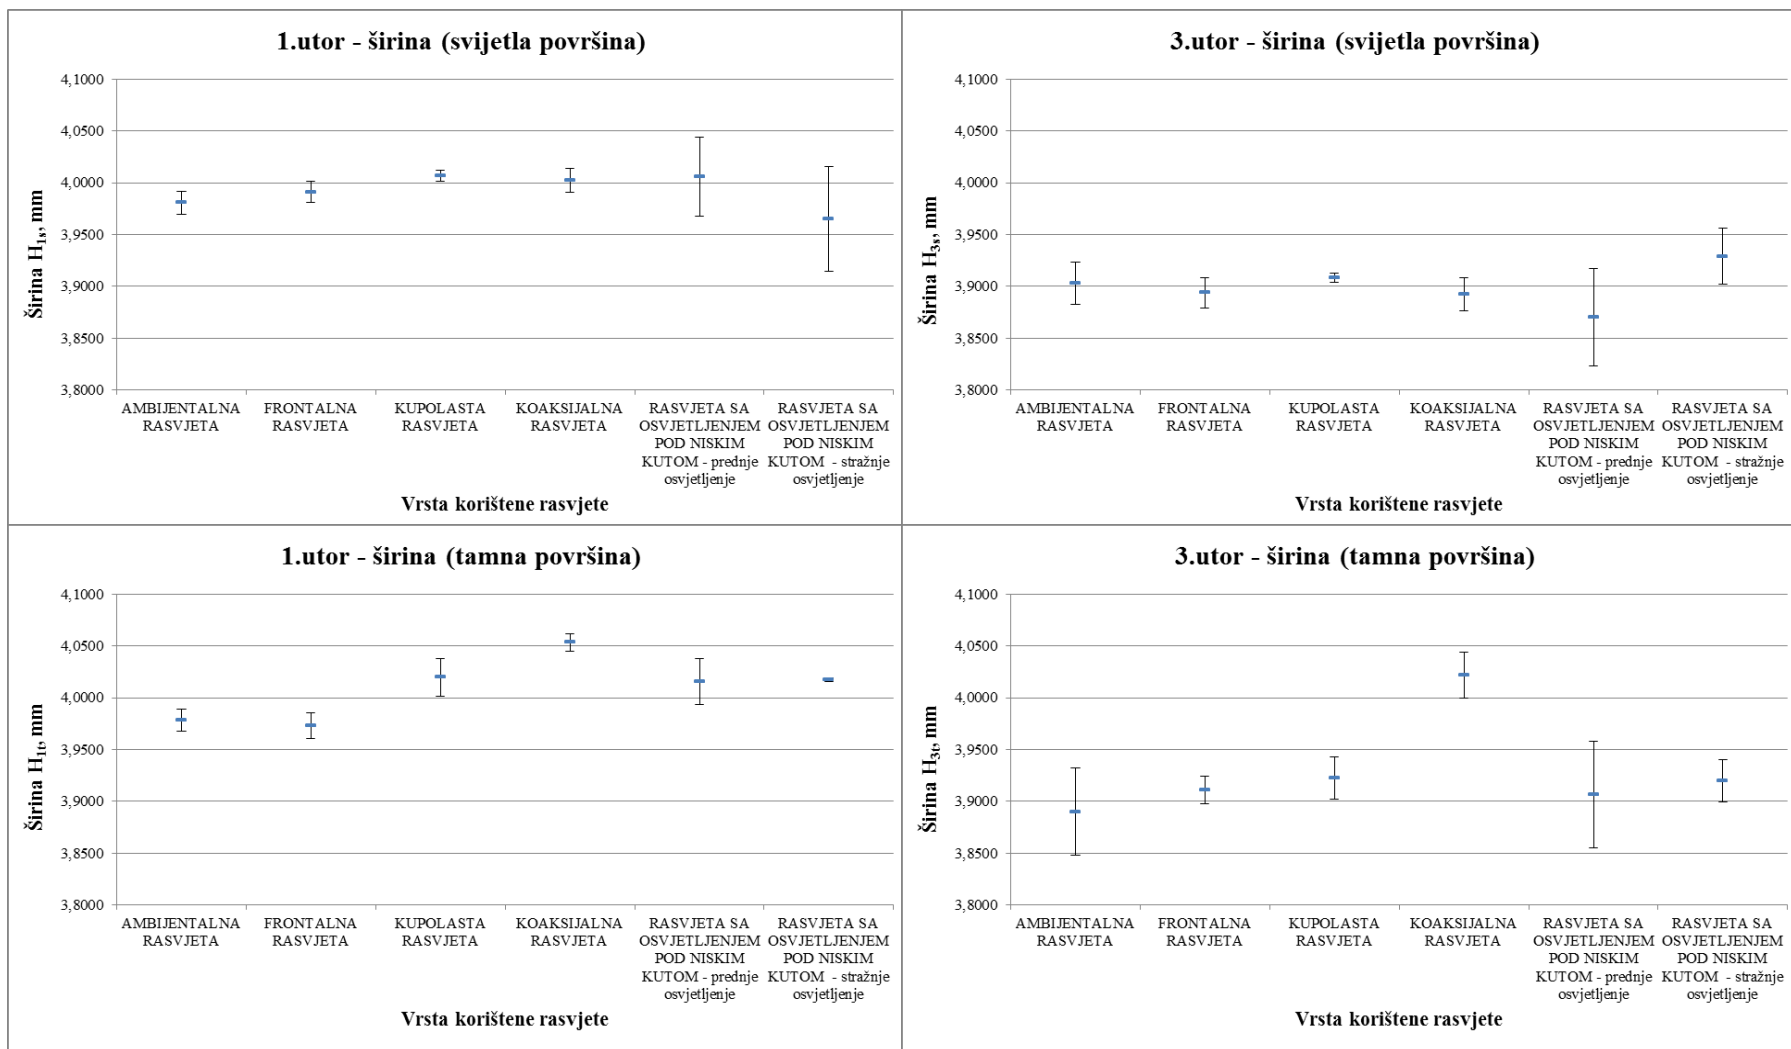 1.utor - širina (svijetla površina)
4,1000
4,0500
4,0000
3,9500
3,9000
3,8500
3,8000
Širina H1s, mm
AMBIJENTALNA
RASVJETA
FRONTALNA
RASVJETA
KUPOLASTA
RASVJETA
KOAKSIJALNA
RASVJETA
RASVJETA SA
OSVJETLJENJEM
POD NISKIM
KUTOM - prednje
osvjetljenje
RASVJETA SA
OSVJETLJENJEM
POD NISKIM
KUTOM - stražnje
osvjetljenje
Vrsta korištene rasvjete
3.utor - širina (svijetla površina)
4,1000
4,0500
4,0000
3,9500
3,9000
3,8500
3,8000
Širina H3s, mm
AMBIJENTALNA
RASVJETA
FRONTALNA
RASVJETA
KUPOLASTA
RASVJETA
KOAKSIJALNA
RASVJETA
RASVJETA SA
OSVJETLJENJEM
POD NISKIM
KUTOM - prednje
osvjetljenje
RASVJETA SA
OSVJETLJENJEM
POD NISKIM
KUTOM - stražnje
osvjetljenje
Vrsta korištene rasvjete
1.utor - širina (tamna površina)
4,1000
4,0500
4,0000
3,9500
3,9000
3,8500
3,8000
Širina H1t, mm
AMBIJENTALNA
RASVJETA
FRONTALNA
RASVJETA
KUPOLASTA
RASVJETA
KOAKSIJALNA
RASVJETA
RASVJETA SA
OSVJETLJENJEM
POD NISKIM
KUTOM - prednje
osvjetljenje
RASVJETA SA
OSVJETLJENJEM
POD NISKIM
KUTOM - stražnje
osvjetljenje
Vrsta korištene rasvjete
3.utor - širina (tamna površina)
4,1000
4,0500
4,0000
3,9500
3,9000
3,8500
3,8000
Širina H3t, mm
AMBIJENTALNA
RASVJETA
FRONTALNA
RASVJETA
KUPOLASTA
RASVJETA
KOAKSIJALNA
RASVJETA
RASVJETA SA
OSVJETLJENJEM
POD NISKIM
KUTOM - prednje
osvjetljenje
RASVJETA SA
OSVJETLJENJEM
POD NISKIM
KUTOM - stražnje
osvjetljenje
Vrsta korištene rasvjete